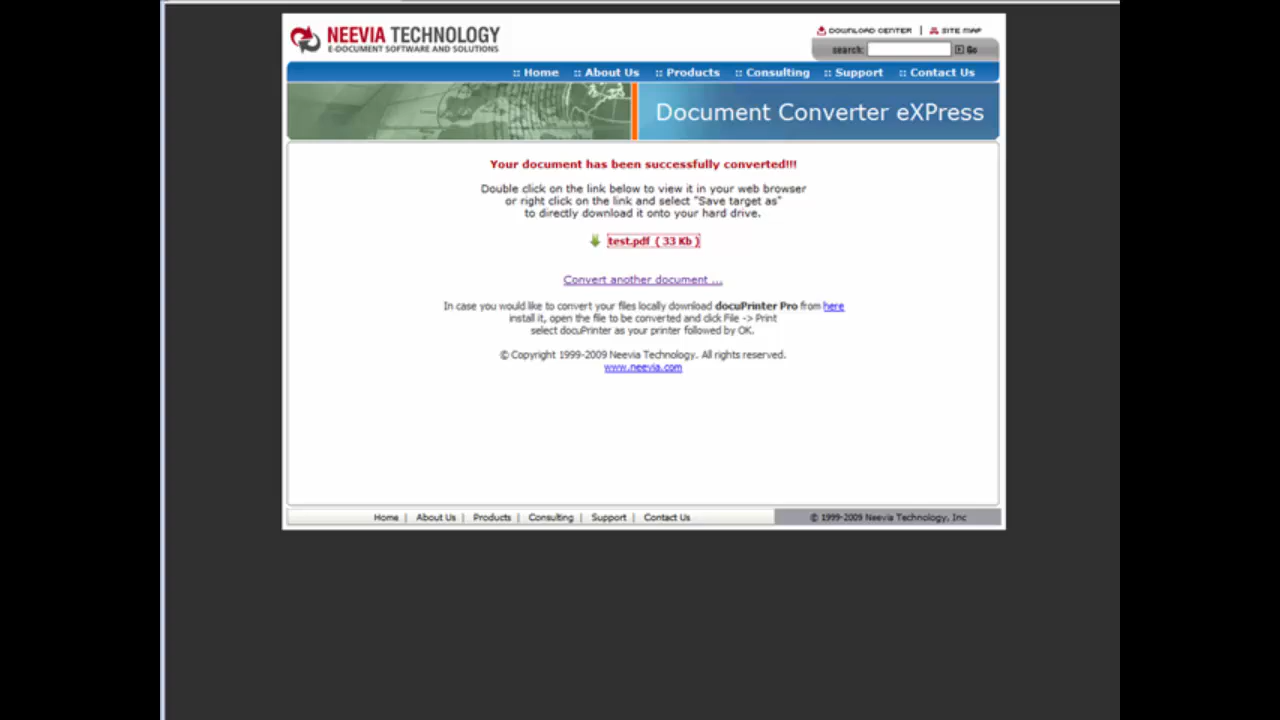 NEEVIA TECHNOLOGY
E-DOCUMENT SOFTWARE AND SOLUTIONS
DOWNLOAD CENTER | SITE MAP
search: Go
:: Home :: About Us :: Products :: Consulting :: Support :: Contact Us
Document Converter eXPress
Your document has been successfully converted!!!
Double click on the link below to view it in your web browser
or right click on the link and select "Save target as"
to directly download it onto your hard drive.
test.pdf ( 33 Kb )
Convert another document ...
In case you would like to convert your files locally download docuPrinter Pro from here
install it, open the file to be converted and click File -> Print
select docuPrinter as your printer followed by OK.
© Copyright 1999-2009 Neevia Technology. All rights reserved.
www.neevia.com
Home | About Us | Products | Consulting | Support | Contact Us
© 1999-2009 Neevia Technology, Inc